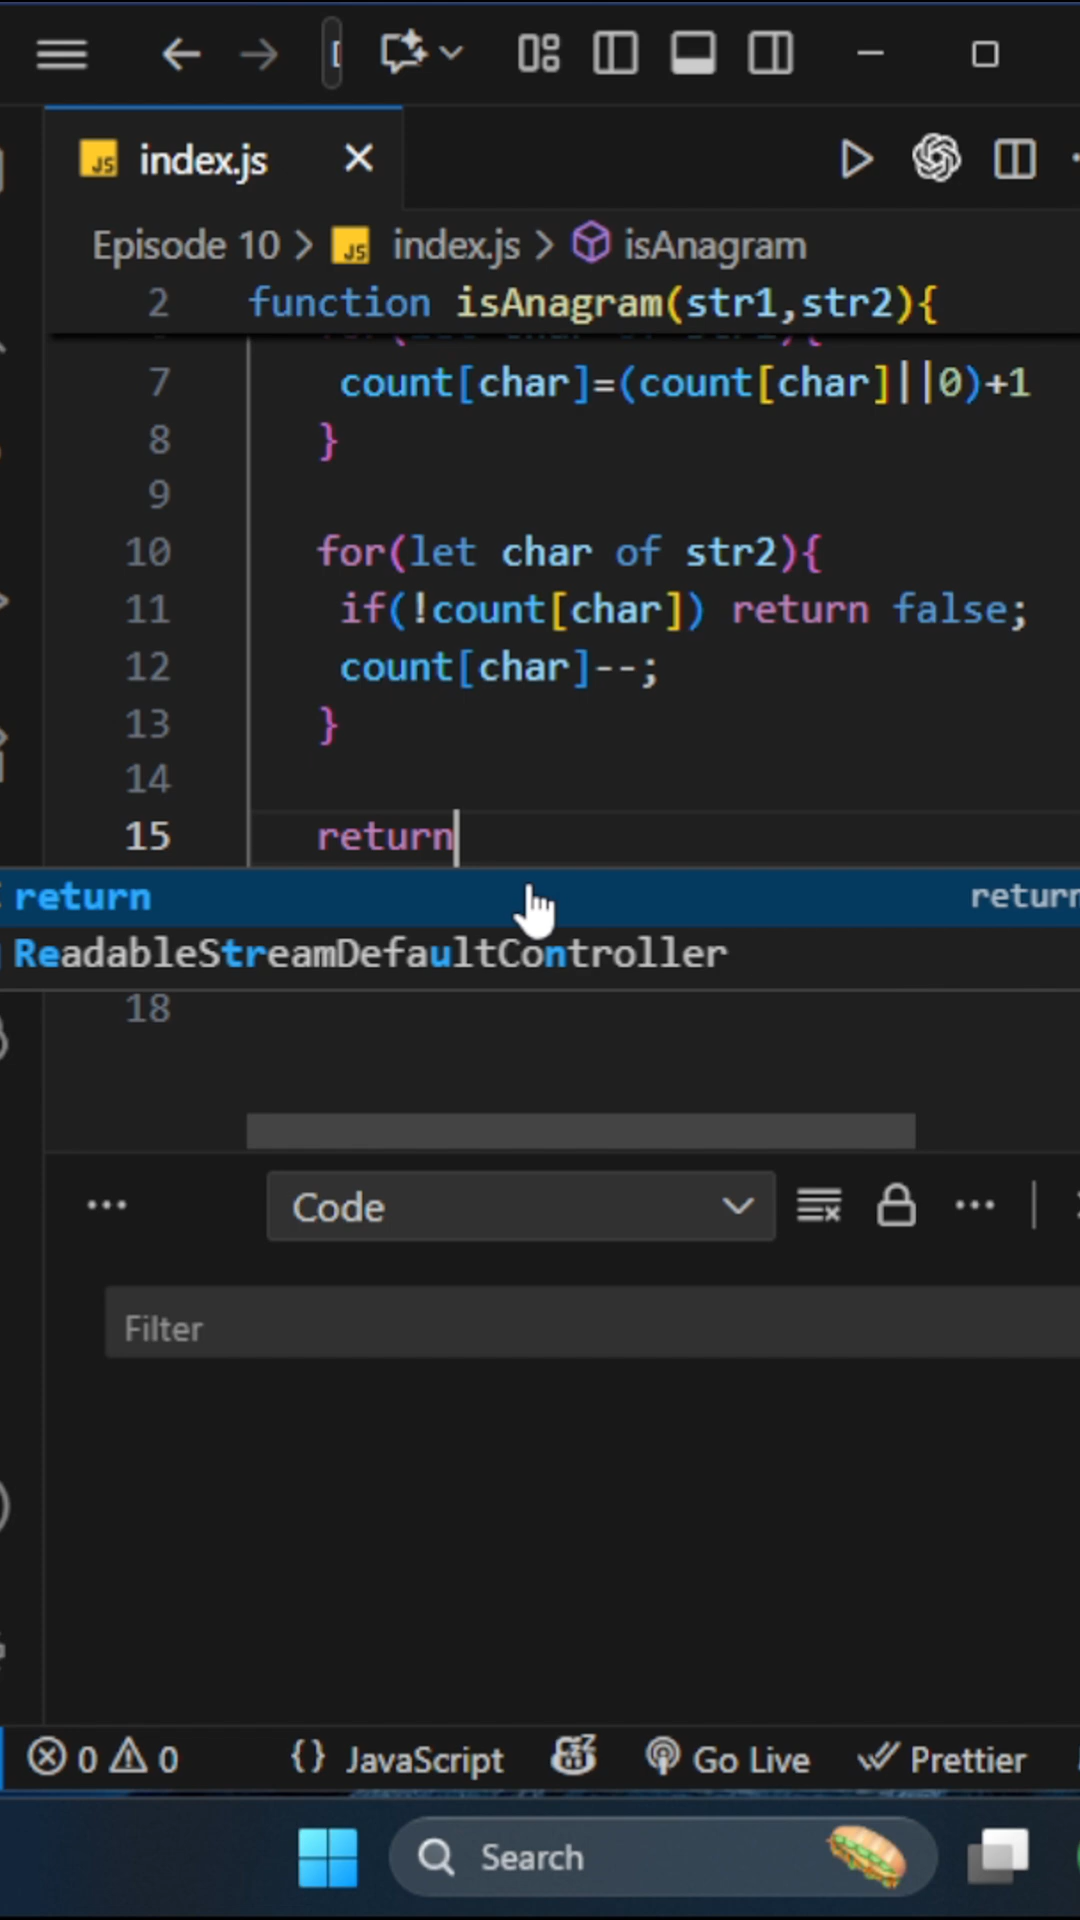 JS index.js
Episode 10 > JS index.js > isAnagram
2 function isAnagram(str1,str2){
7 count[char]=(count[char]||0)+1
8 }
9
10 for(let char of str2){
11 if(!count[char]) return false;
12 count[char]--;
13 }
14
15 return
return return
ReadableStreamDefaultController
18
Code
Filter
0 0 {} JavaScript Go Live Prettier
Search